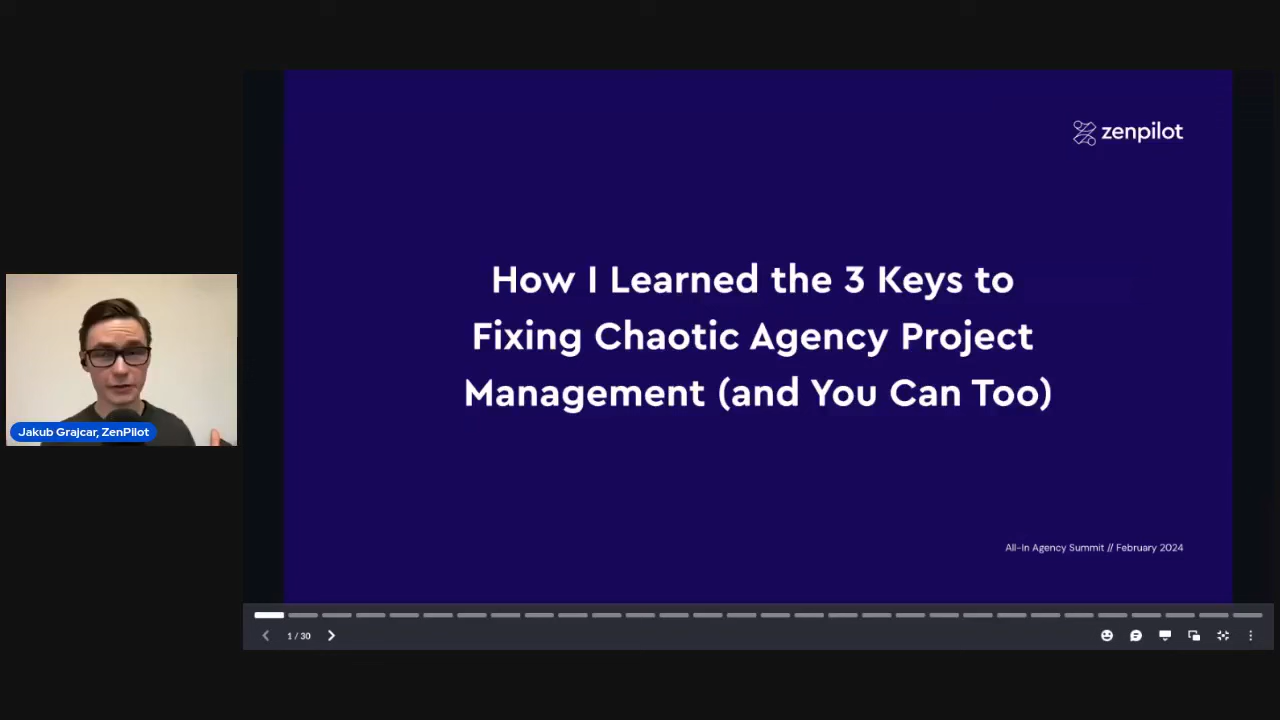 zenpilot
How I Learned the 3 Keys to
Fixing Chaotic Agency Project
Management (and You Can Too)
Jakub Grajcar, ZenPilot
All-In Agency Summit // February 2024
1 / 30